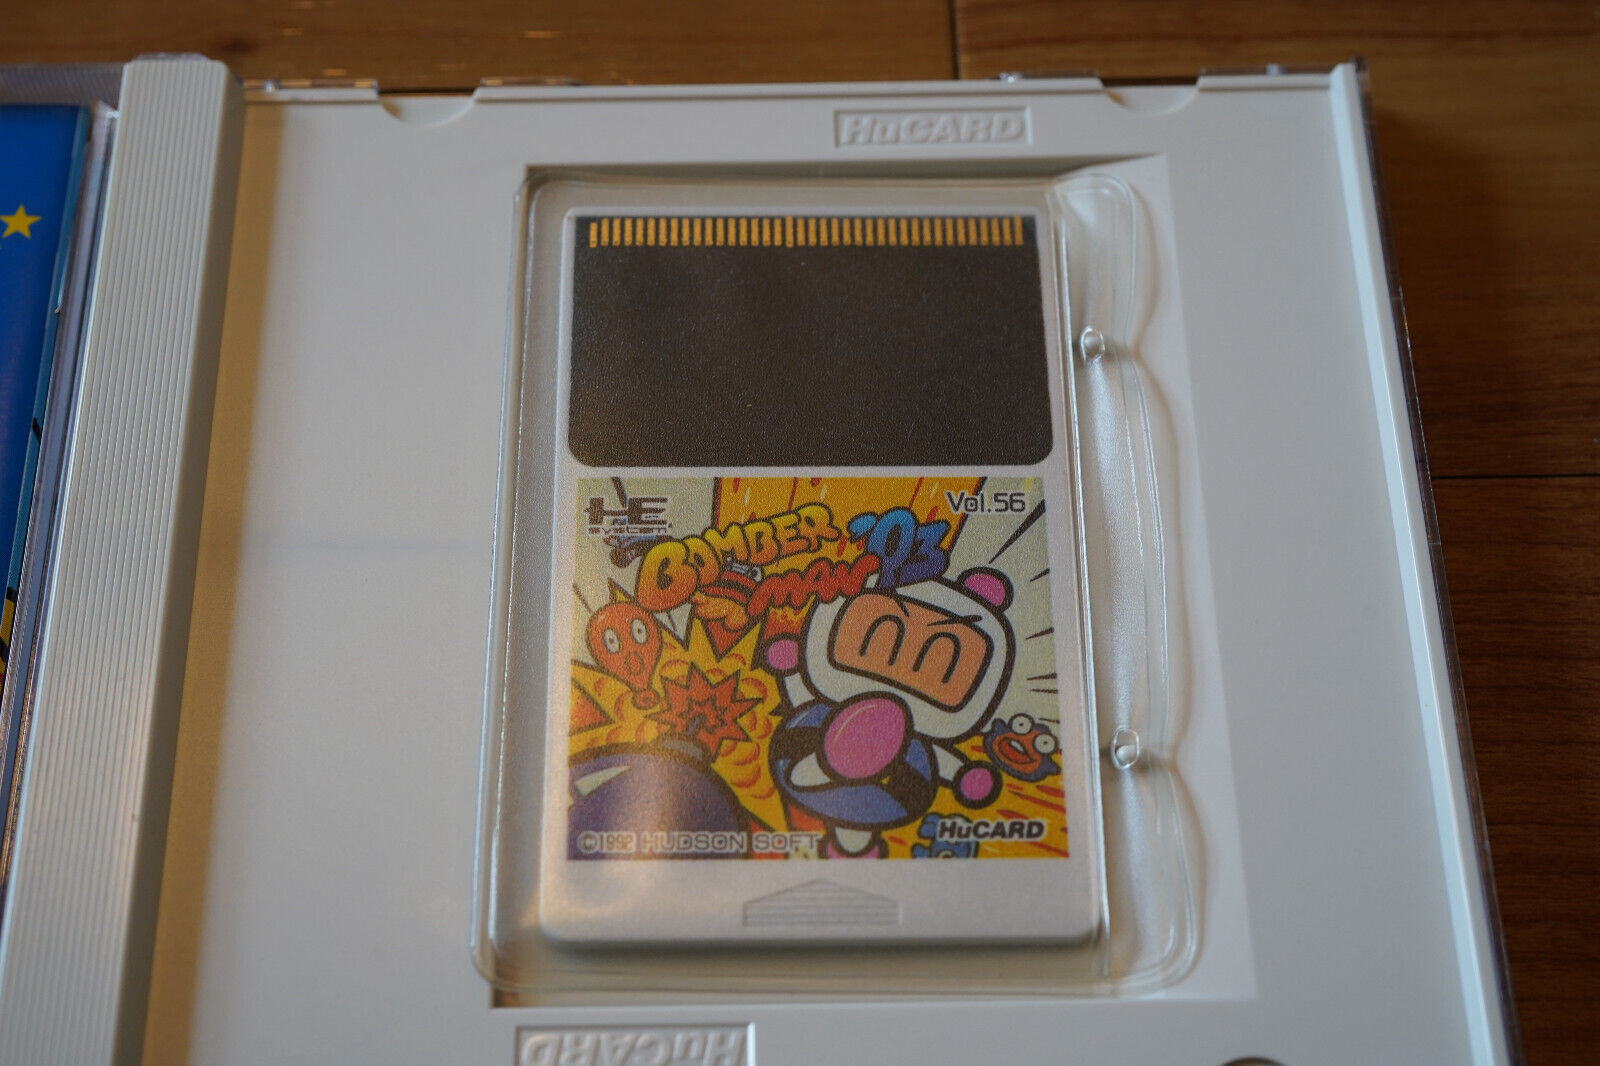 HuCARD
HE
system
Vol.56
BOMBER
MAN
'93
HuCARD
©1992 HUDSON SOFT
HuCARD